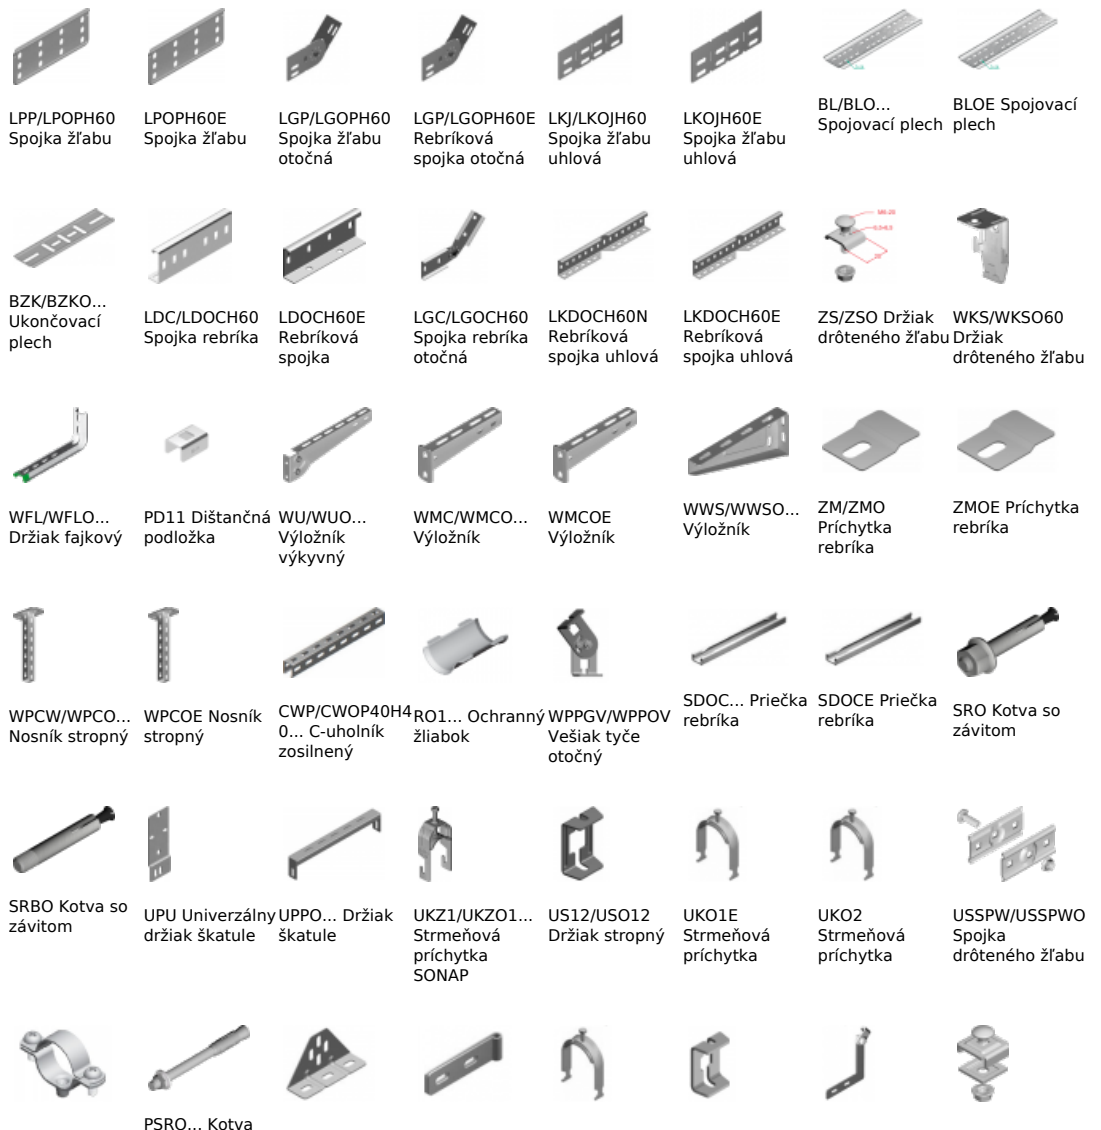 LPP/LPOPH60
Spojka žľabu
LPOPH60E
Spojka žľabu
LGP/LGOPH60
Spojka žľabu
otočná
LGP/LGOPH60E
Rebríková
spojka otočná
LKJ/LKOJH60
Spojka žľabu
uhlová
LKOJH60E
Spojka žľabu
uhlová
BL/BLO...
Spojovací plech
BLOE Spojovací
plech
BZK/BZKO...
Ukončovací
plech
LDC/LDOCH60
Spojka rebríka
LDOCH60E
Rebríková
spojka
LGC/LGOCH60
Spojka rebríka
otočná
LKDOCH60N
Rebríková
spojka uhlová
LKDOCH60E
Rebríková
spojka uhlová
ZS/ZSO Držiak
drôteného žľabu
WKS/WKSO60
Držiak
drôteného žľabu
WFL/WFLO...
Držiak fajkový
PD11 Dištančná
podložka
WU/WUO...
Výložník
výkyvný
WMC/WMCO...
Výložník
WMCOE
Výložník
WWS/WWSO...
Výložník
ZM/ZMO
Príchytka
rebríka
ZMOE Príchytka
rebríka
WPCW/WPCO...
Nosník stropný
WPCOE Nosník
stropný
CWP/CWOP40H4
0... C-uholník
zosilnený
RO1... Ochranný
žliabok
WPPGV/WPPOV
Vešiak tyče
otočný
SDOC... Priečka
rebríka
SDOCE Priečka
rebríka
SRO Kotva so
závitom
SRBO Kotva so
závitom
UPU Univerzálny
držiak škatule
UPPO... Držiak
škatule
UKZ1/UKZO1...
Strmeňová
príchytka
SONAP
US12/USO12
Držiak stropný
UKO1E
Strmeňová
príchytka
UKO2
Strmeňová
príchytka
USSPW/USSPWO
Spojka
drôteného žľabu
PSRO... Kotva